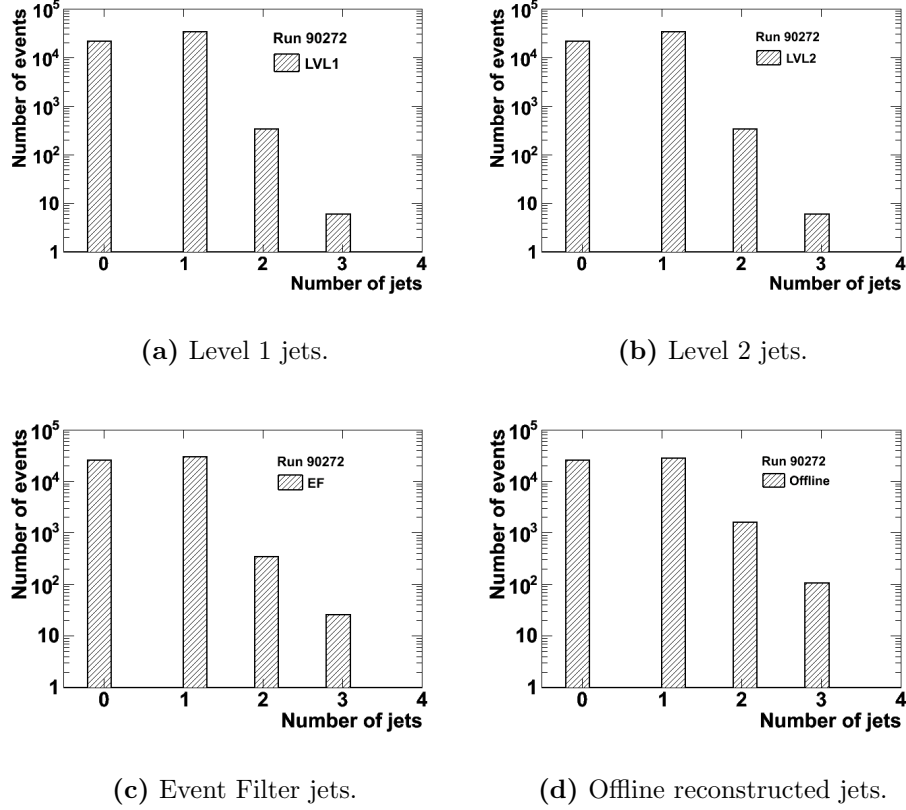 Number of events
10^5
10^4
10^3
10^2
10
1
Run 90272
LVL1
0 1 2 3 4
Number of jets
(a) Level 1 jets.
Number of events
10^5
10^4
10^3
10^2
10
1
Run 90272
LVL2
0 1 2 3 4
Number of jets
(b) Level 2 jets.
Number of events
10^5
10^4
10^3
10^2
10
1
Run 90272
EF
0 1 2 3 4
Number of jets
(c) Event Filter jets.
Number of events
10^5
10^4
10^3
10^2
10
1
Run 90272
Offline
0 1 2 3 4
Number of jets
(d) Offline reconstructed jets.